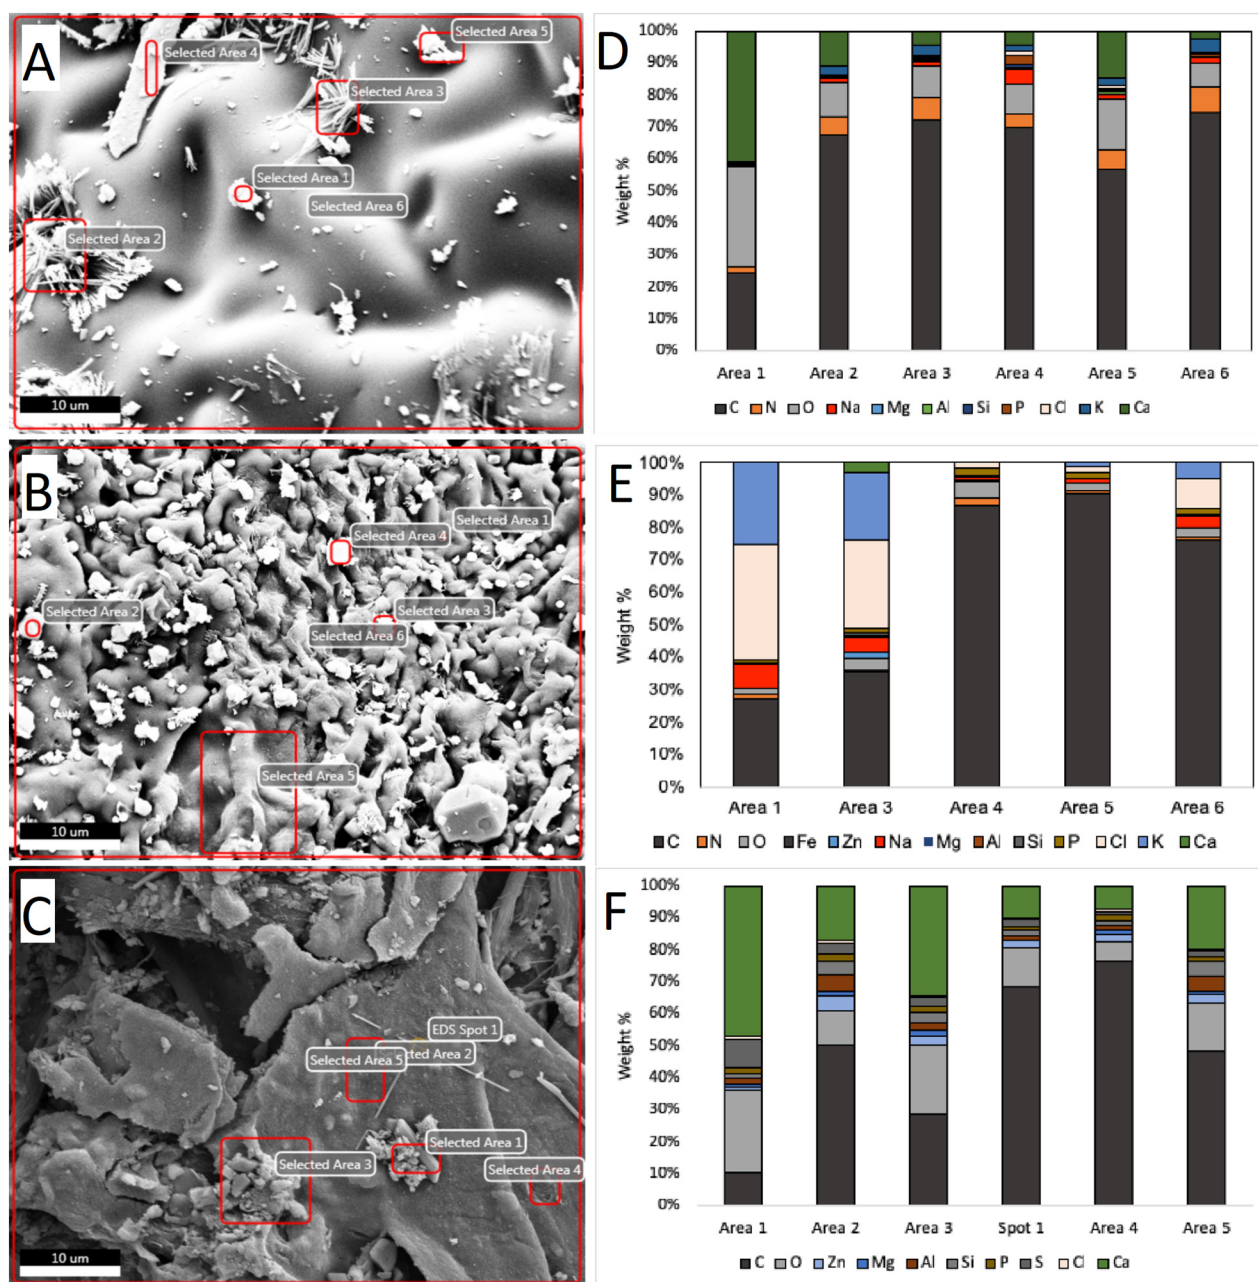 A
Selected Area 4
Selected Area 5
Selected Area 3
Selected Area 1
Selected Area 6
Selected Area 2
10 um
D
100%
90%
80%
70%
60%
50%
40%
30%
20%
10%
0%
Weight %
Area 1 Area 2 Area 3 Area 4 Area 5 Area 6
C N O Na Mg Al Si P Cl K Ca
B
Selected Area 1
Selected Area 4
Selected Area 2
Selected Area 3
Selected Area 6
Selected Area 5
10 um
E
100%
90%
80%
70%
60%
50%
40%
30%
20%
10%
0%
Weight %
Area 1 Area 3 Area 4 Area 5 Area 6
C N O Fe Zn Na Mg Al Si P Cl K Ca
C
EDS Spot 1
cted Area 2
Selected Area 5
Selected Area 1
Selected Area 3
Selected Area 4
10 um
F
100%
90%
80%
70%
60%
50%
40%
30%
20%
10%
0%
Weight %
Area 1 Area 2 Area 3 Spot 1 Area 4 Area 5
C O Zn Mg Al Si P S Cl Ca